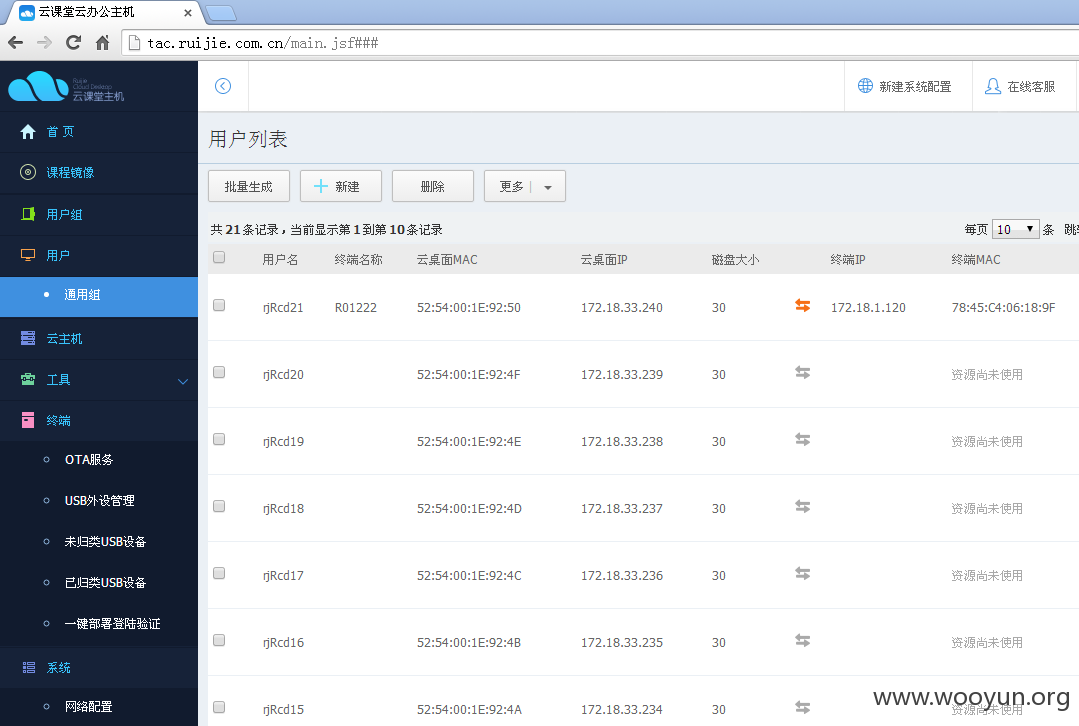 云课堂云办公主机
tac.ruijie.com.cn/main.jsf###
Ruijie
Cloud Desktop
云课堂主机
新建系统配置
在线客服
首 页
课程镜像
用户组
用户
通用组
云主机
工具
终端
OTA服务
USB外设管理
未归类USB设备
已归类USB设备
一键部署登陆验证
系统
网络配置
用户列表
批量生成 新建 删除 更多
共 21 条记录 , 当前显示第 1 到第 10 条记录
每页 10 条
用户名 终端名称 云桌面MAC 云桌面IP 磁盘大小 终端IP 终端MAC
rjRcd21 R01222 52:54:00:1E:92:50 172.18.33.240 30 172.18.1.120 78:45:C4:06:18:9F
rjRcd20 52:54:00:1E:92:4F 172.18.33.239 30 资源尚未使用
rjRcd19 52:54:00:1E:92:4E 172.18.33.238 30 资源尚未使用
rjRcd18 52:54:00:1E:92:4D 172.18.33.237 30 资源尚未使用
rjRcd17 52:54:00:1E:92:4C 172.18.33.236 30 资源尚未使用
rjRcd16 52:54:00:1E:92:4B 172.18.33.235 30 资源尚未使用
rjRcd15 52:54:00:1E:92:4A 172.18.33.234 30 资源尚未使用
www.wooyun.org